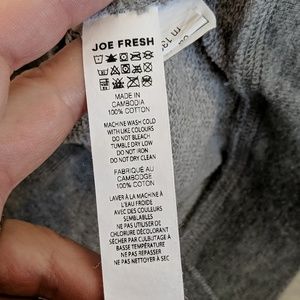 JOE FRESH
MADE IN
CAMBODIA
100% COTTON
MACHINE WASH COLD
WITH LIKE COLOURS
DO NOT BLEACH
TUMBLE DRY LOW
DO NOT IRON
DO NOT DRY CLEAN
FABRIQUÉ AU
CAMBODGE
100% COTON
LAVER À LA MACHINE À
L'EAU FROIDE
AVEC DES COULEURS
SEMBLABLES
NE PAS UTILISER DE
CHLORURE DÉCOLORANT
SÉCHER PAR CULBUTAGE À
BASSE TEMPÉRATURE
NE PAS REPASSER
NE PAS NETTOYER À SEC